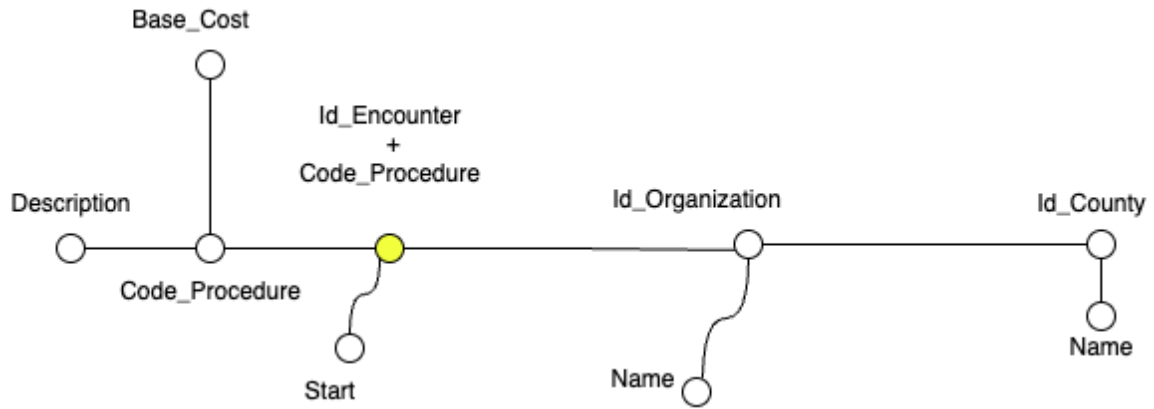 Base_Cost
Id_Encounter
+
Code_Procedure
Description
Id_Organization
Id_County
Code_Procedure
Start
Name
Name